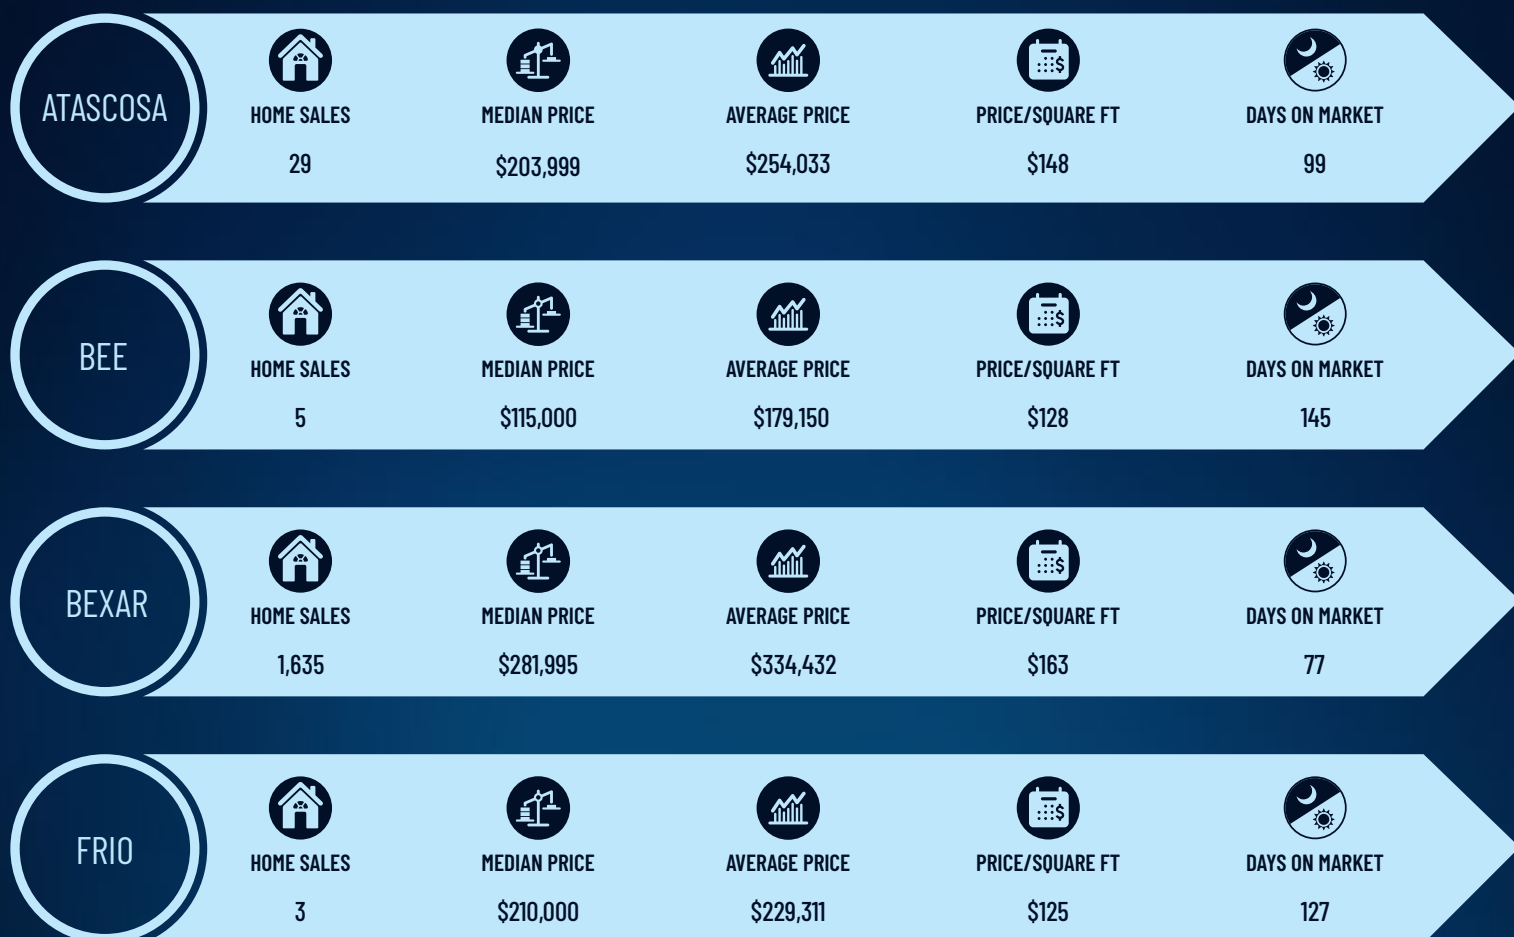 ATASCOSA
HOME SALES
29
MEDIAN PRICE
$203,999
AVERAGE PRICE
$254,033
PRICE/SQUARE FT
$148
DAYS ON MARKET
99
BEE
HOME SALES
5
MEDIAN PRICE
$115,000
AVERAGE PRICE
$179,150
PRICE/SQUARE FT
$128
DAYS ON MARKET
145
BEXAR
HOME SALES
1,635
MEDIAN PRICE
$281,995
AVERAGE PRICE
$334,432
PRICE/SQUARE FT
$163
DAYS ON MARKET
77
FRIO
HOME SALES
3
MEDIAN PRICE
$210,000
AVERAGE PRICE
$229,311
PRICE/SQUARE FT
$125
DAYS ON MARKET
127